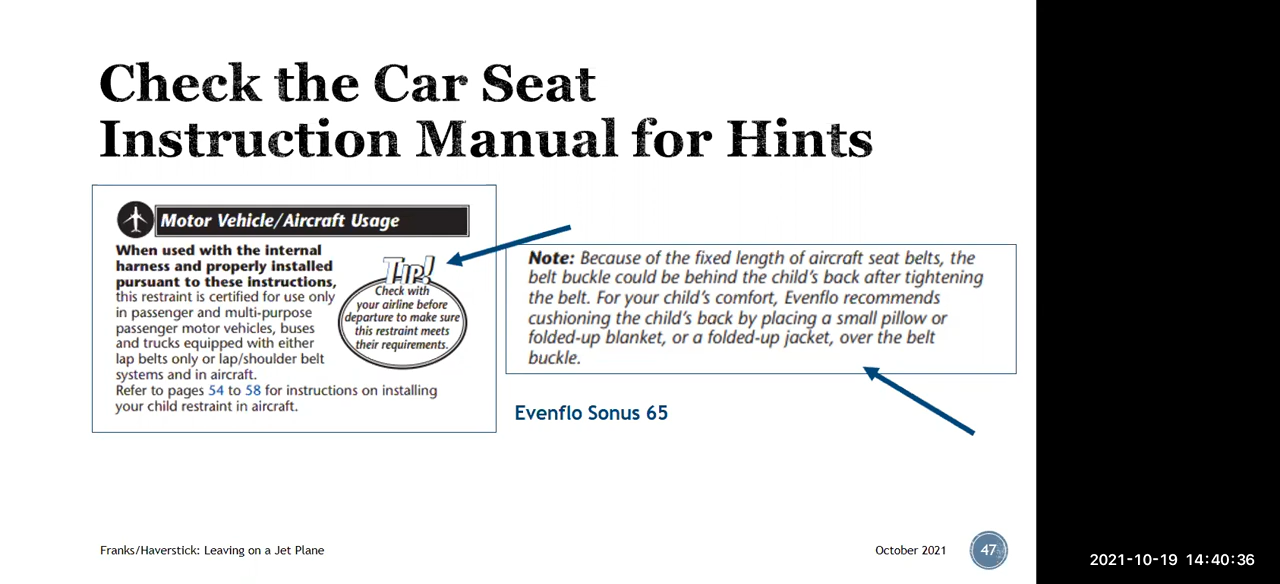 Check the Car Seat
Instruction Manual for Hints
Motor Vehicle/Aircraft Usage
When used with the internal
harness and properly installed
pursuant to these instructions,
this restraint is certified for use only
in passenger and multi-purpose
passenger motor vehicles, buses
and trucks equipped with either
lap belts only or lap/shoulder belt
systems and in aircraft.
Refer to pages 54 to 58 for instructions on installing
your child restraint in aircraft.
TIP!
Check with
your airline before
departure to make sure
this restraint meets
their requirements.
Note: Because of the fixed length of aircraft seat belts, the
belt buckle could be behind the child's back after tightening
the belt. For your child's comfort, Evenflo recommends
cushioning the child's back by placing a small pillow or
folded-up blanket, or a folded-up jacket, over the belt
buckle.
Evenflo Sonus 65
Franks/Haverstick: Leaving on a Jet Plane
October 2021
47
2021-10-19 14:40:36